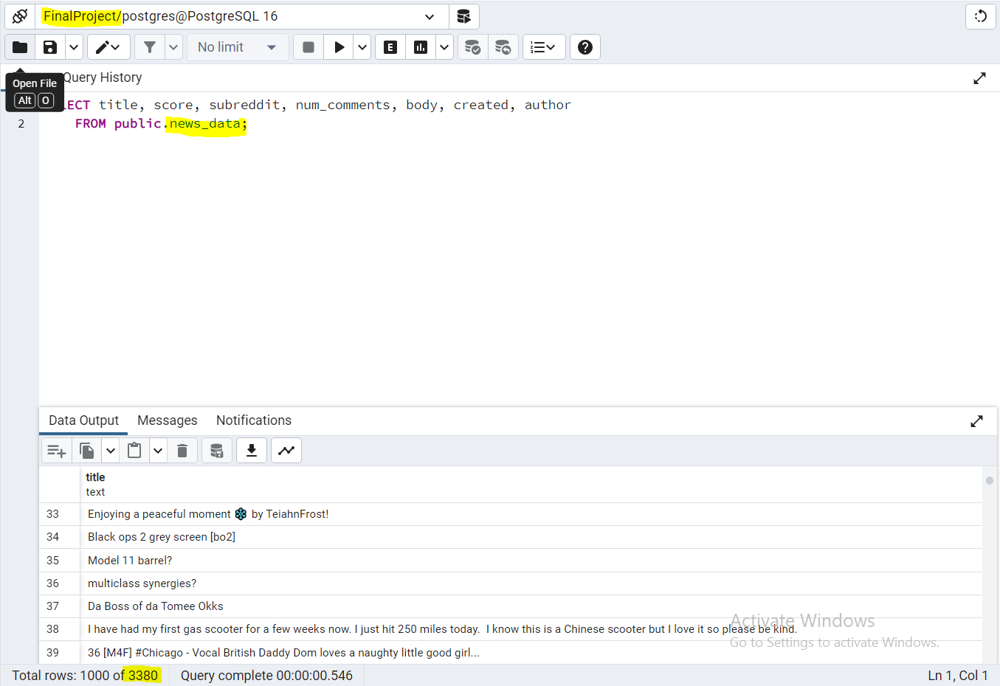 FinalProject/postgres@PostgreSQL 16
No limit
E
Open File
Alt O
Query History
LECT title, score, subreddit, num_comments, body, created, author
2 FROM public.news_data;
Data Output Messages Notifications
title
text
33 Enjoying a peaceful moment by TeiahnFrost!
34 Black ops 2 grey screen [bo2]
35 Model 11 barrel?
36 multiclass synergies?
37 Da Boss of da Tomee Okks
38 I have had my first gas scooter for a few weeks now. I just hit 250 miles today. I know this is a Chinese scooter but I love it so please be kind.
39 36 [M4F] #Chicago - Vocal British Daddy Dom loves a naughty little good girl...
Activate Windows
Go to Settings to activate Windows.
Total rows: 1000 of 3380 Query complete 00:00:00.546 Ln 1, Col 1